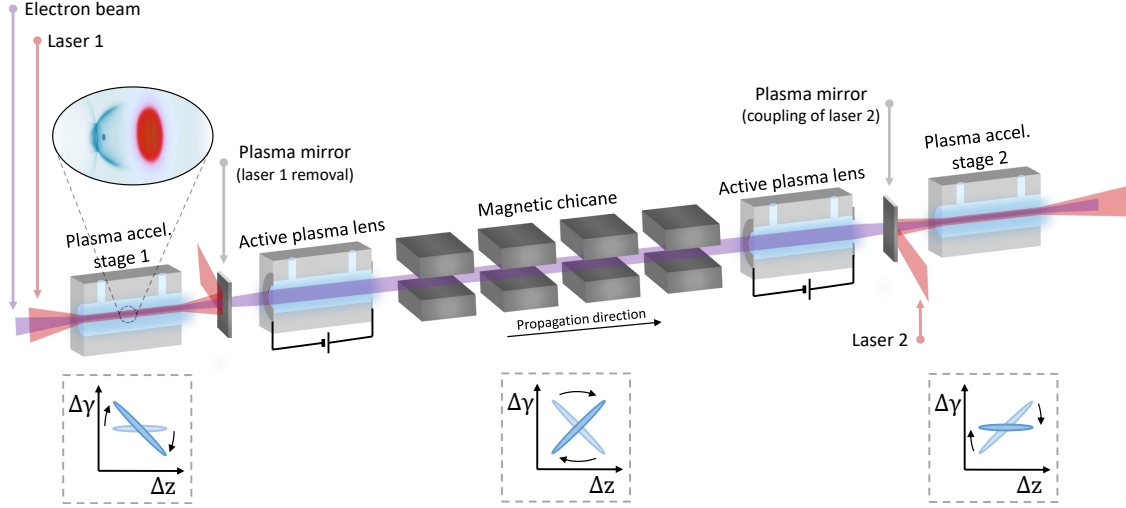 Electron beam
Laser 1
Plasma mirror
(laser 1 removal)
Plasma accel.
stage 1
Active plasma lens
Magnetic chicane
Propagation direction
Active plasma lens
Plasma mirror
(coupling of laser 2)
Plasma accel.
stage 2
Laser 2
Δγ
Δz
Δγ
Δz
Δγ
Δz